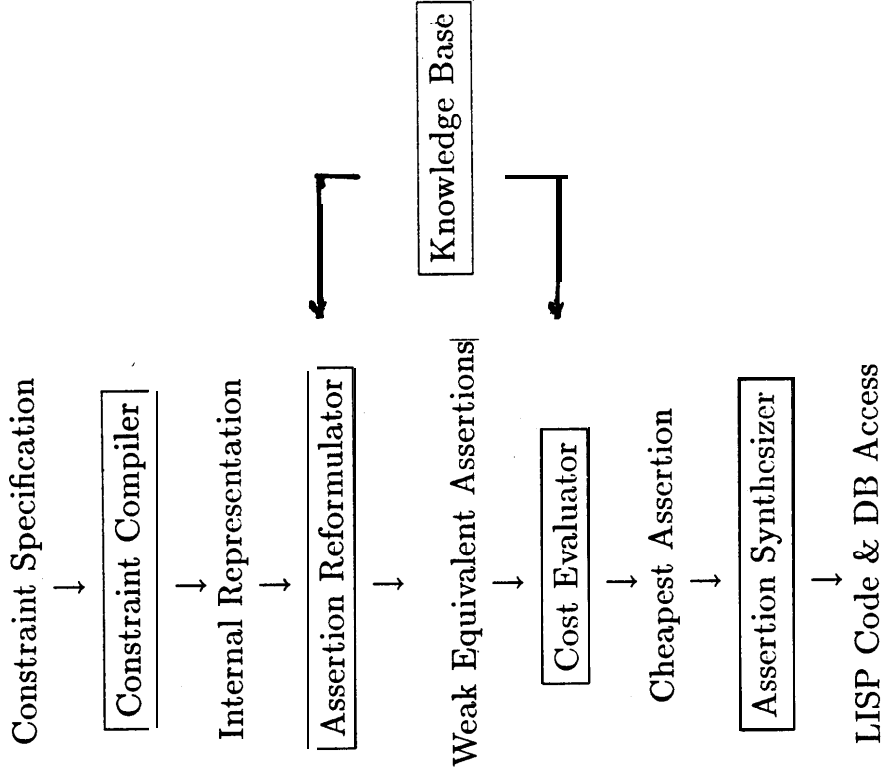 Constraint Specification
↓
Constraint Compiler
↓
Internal Representation
↓
Assertion Reformulator
↓
Weak Equivalent Assertions
↓
Cost Evaluator
↓
Cheapest Assertion
↓
Assertion Synthesizer
↓
LISP Code & DB Access
Knowledge Base